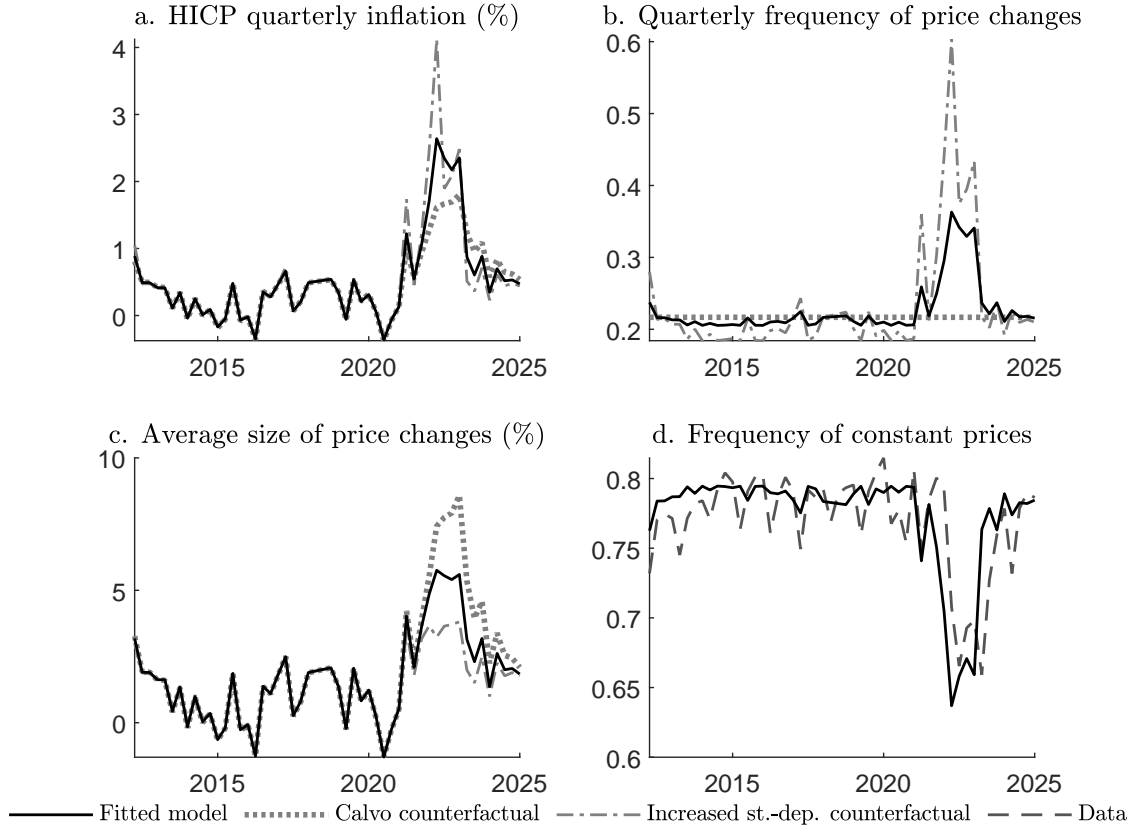 a. HICP quarterly inflation (%)
4
3
2
1
0
2015 2020 2025
b. Quarterly frequency of price changes
0.6
0.5
0.4
0.3
0.2
2015 2020 2025
c. Average size of price changes (%)
10
5
0
2015 2020 2025
d. Frequency of constant prices
0.8
0.75
0.7
0.65
0.6
2015 2020 2025
Fitted model Calvo counterfactual Increased st.-dep. counterfactual Data